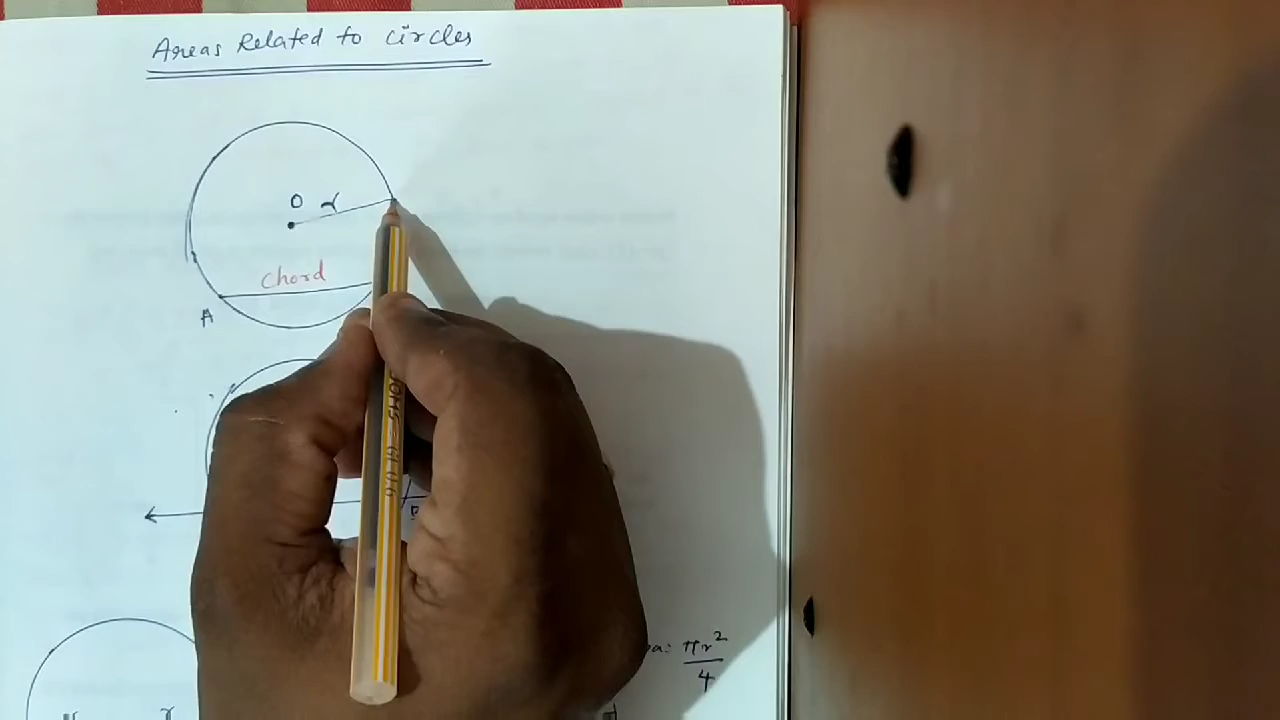 Areas Related to circles
O r
chord
A
πr²
4